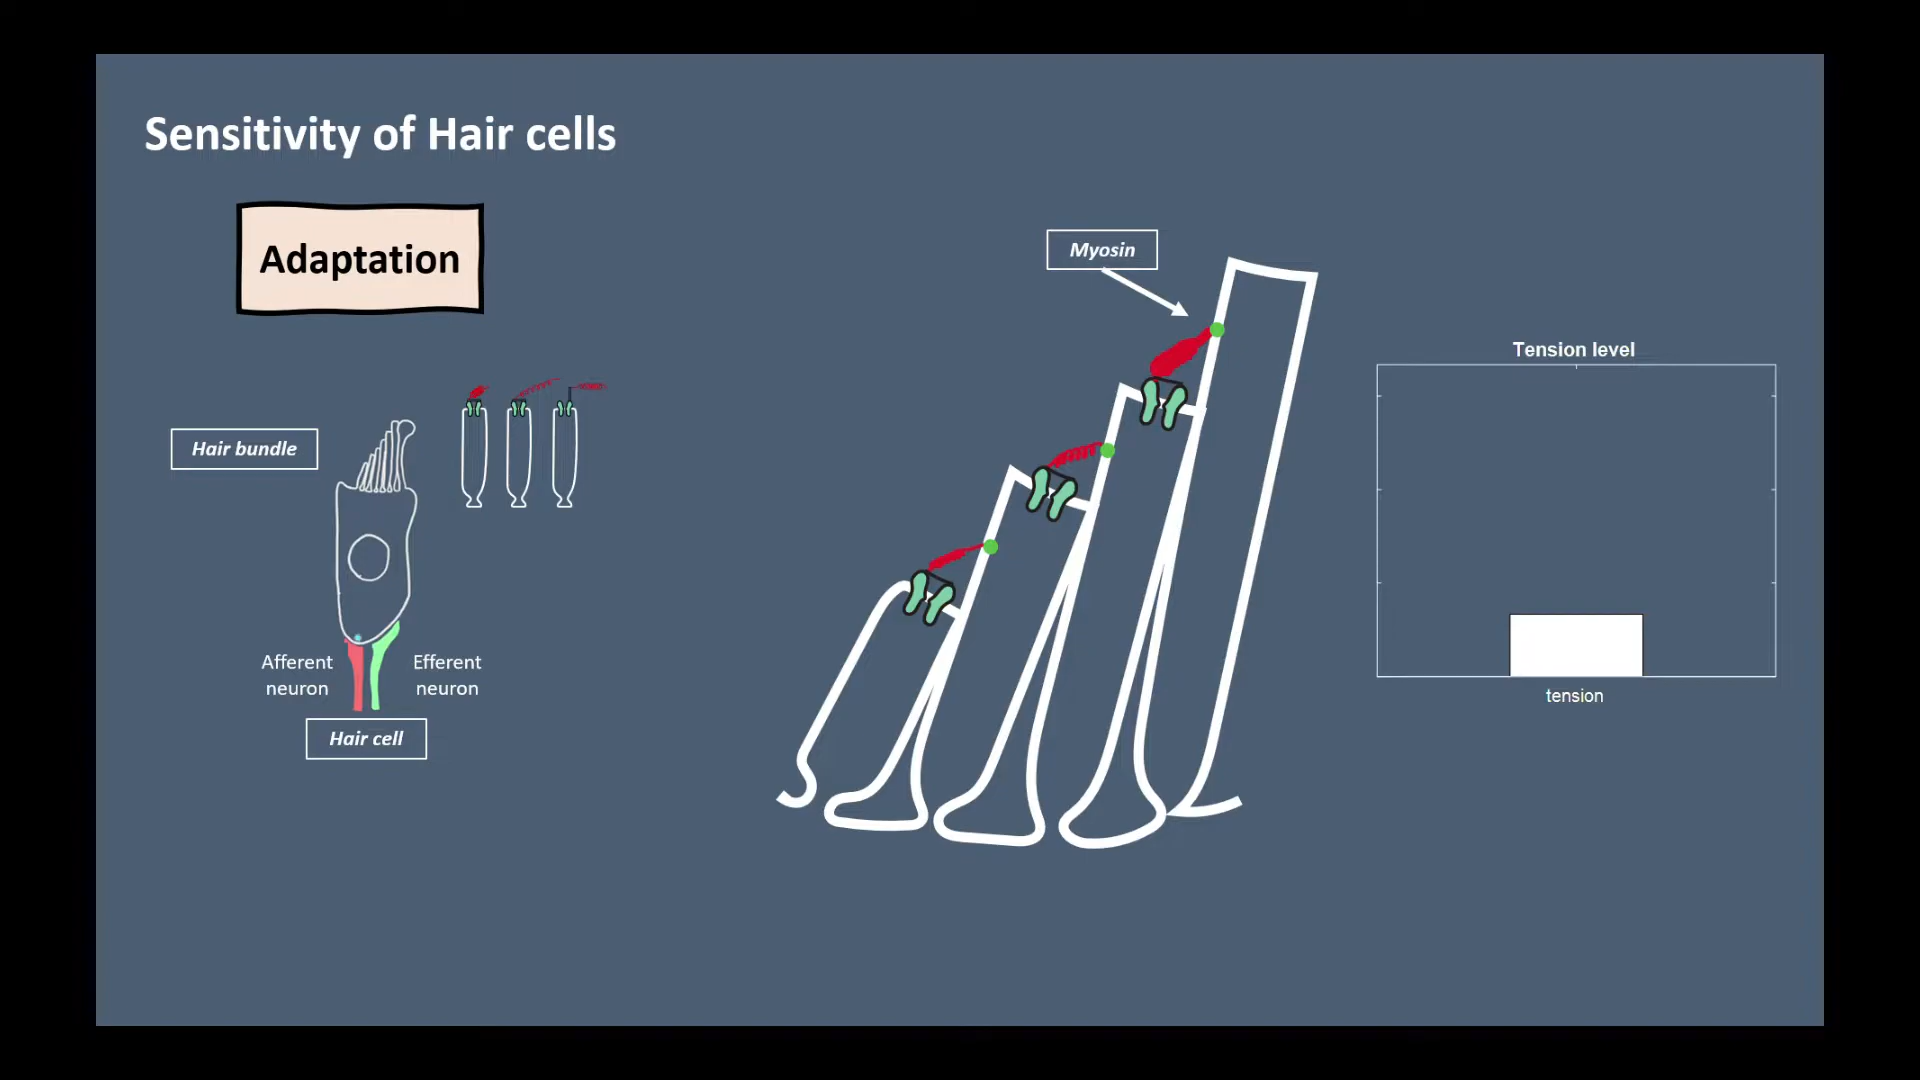 Sensitivity of Hair cells
Adaptation
Myosin
Tension level
Hair bundle
Afferent
neuron
Efferent
neuron
tension
Hair cell